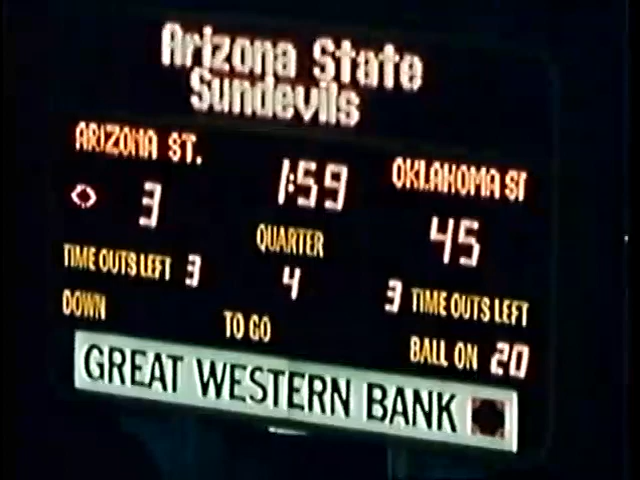 Arizona State
Sundevils
ARIZONA ST.
1:59
OKLAHOMA ST
3
QUARTER
45
TIME OUTS LEFT 3
4
3 TIME OUTS LEFT
DOWN
TO GO
BALL ON 20
GREAT WESTERN BANK